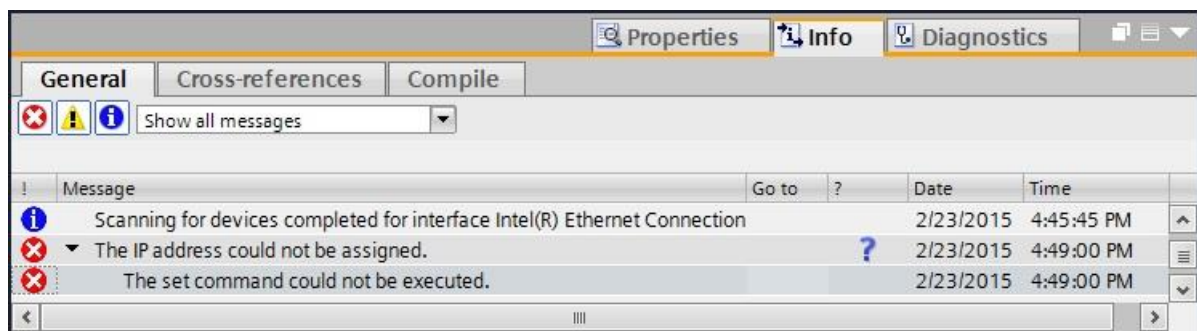 Properties Info Diagnostics
General Cross-references Compile
Show all messages
! Message Go to ? Date Time
Scanning for devices completed for interface Intel(R) Ethernet Connection 2/23/2015 4:45:45 PM
The IP address could not be assigned. ? 2/23/2015 4:49:00 PM
The set command could not be executed. 2/23/2015 4:49:00 PM